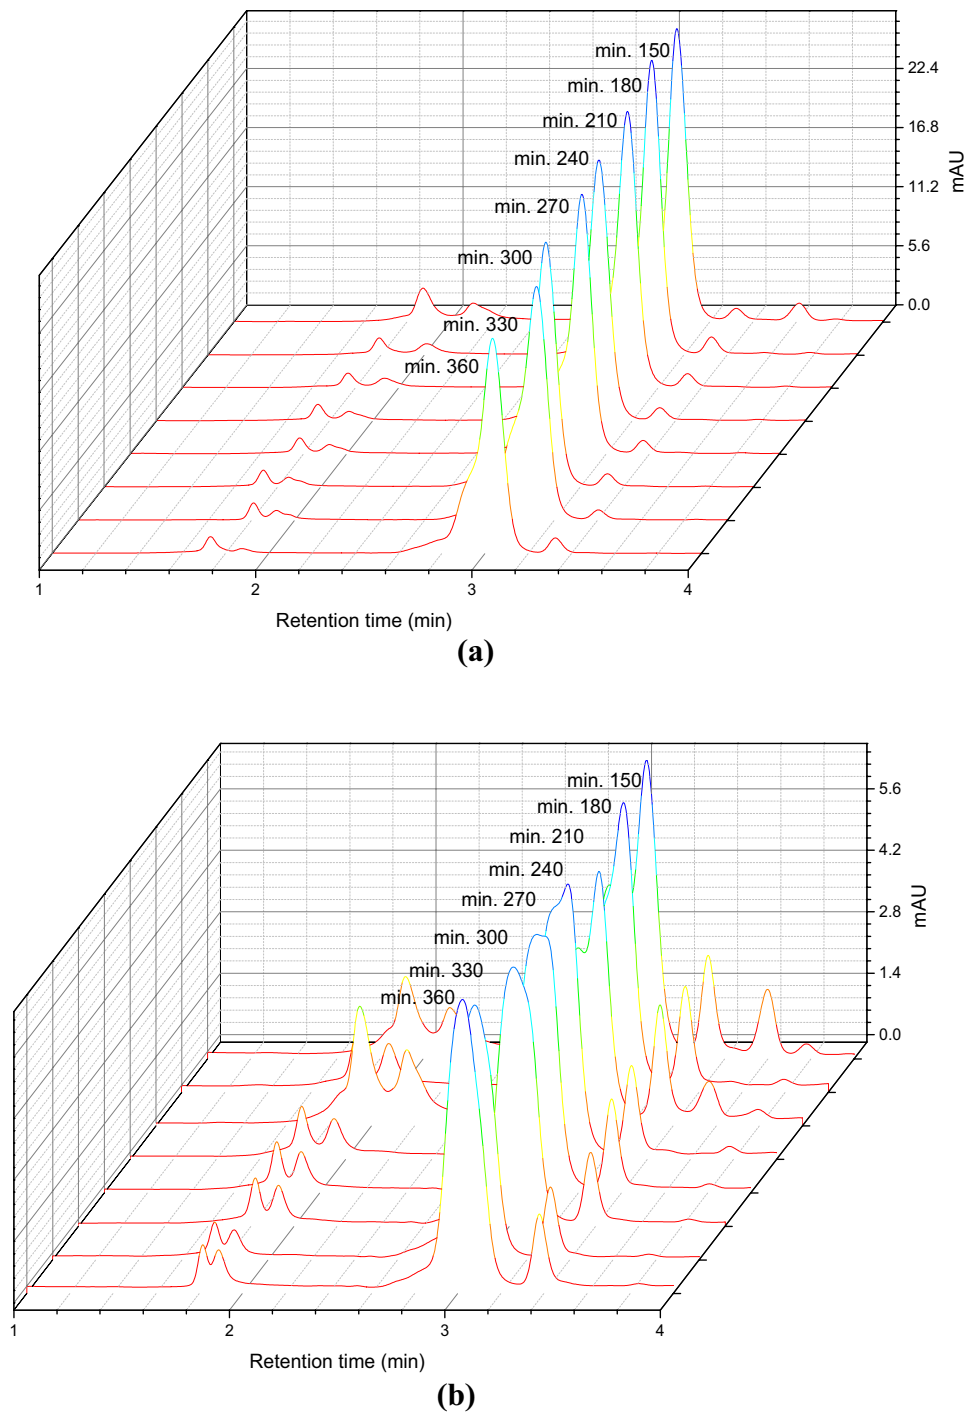 min. 150
min. 180
min. 210
min. 240
min. 270
min. 300
min. 330
min. 360
22.4
16.8
11.2
5.6
0.0
mAU
1
2
3
4
Retention time (min)
(a)
min. 150
min. 180
min. 210
min. 240
min. 270
min. 300
min. 330
min. 360
5.6
4.2
2.8
1.4
0.0
mAU
1
2
3
4
Retention time (min)
(b)